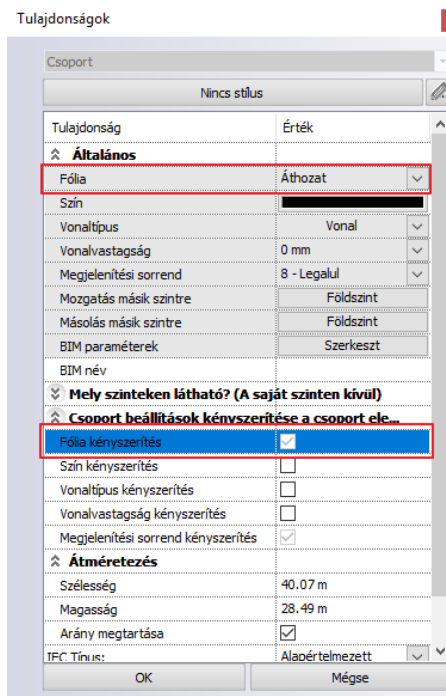 Tulajdonságok
Csoport
Nincs stílus
Tulajdonság Érték
Általános
Fólia Áthozat
Szín
Vonaltípus Vonal
Vonalvastagság 0 mm
Megjelenítési sorrend 8 - Legalul
Mozgatás másik szintre Földszint
Másolás másik szintre Földszint
BIM paraméterek Szerkeszt
BIM név
Mely szinteken látható? (A saját szinten kívül)
Csoport beállítások kényszerítése a csoport ele...
Fólia kényszerítés
Szín kényszerítés
Vonaltípus kényszerítés
Vonalvastagság kényszerítés
Megjelenítési sorrend kényszerítés
Átméretezés
Szélesség 40.07 m
Magasság 28.49 m
Arány megtartása
IFC Típus: Alapértelmezett
OK Mégse